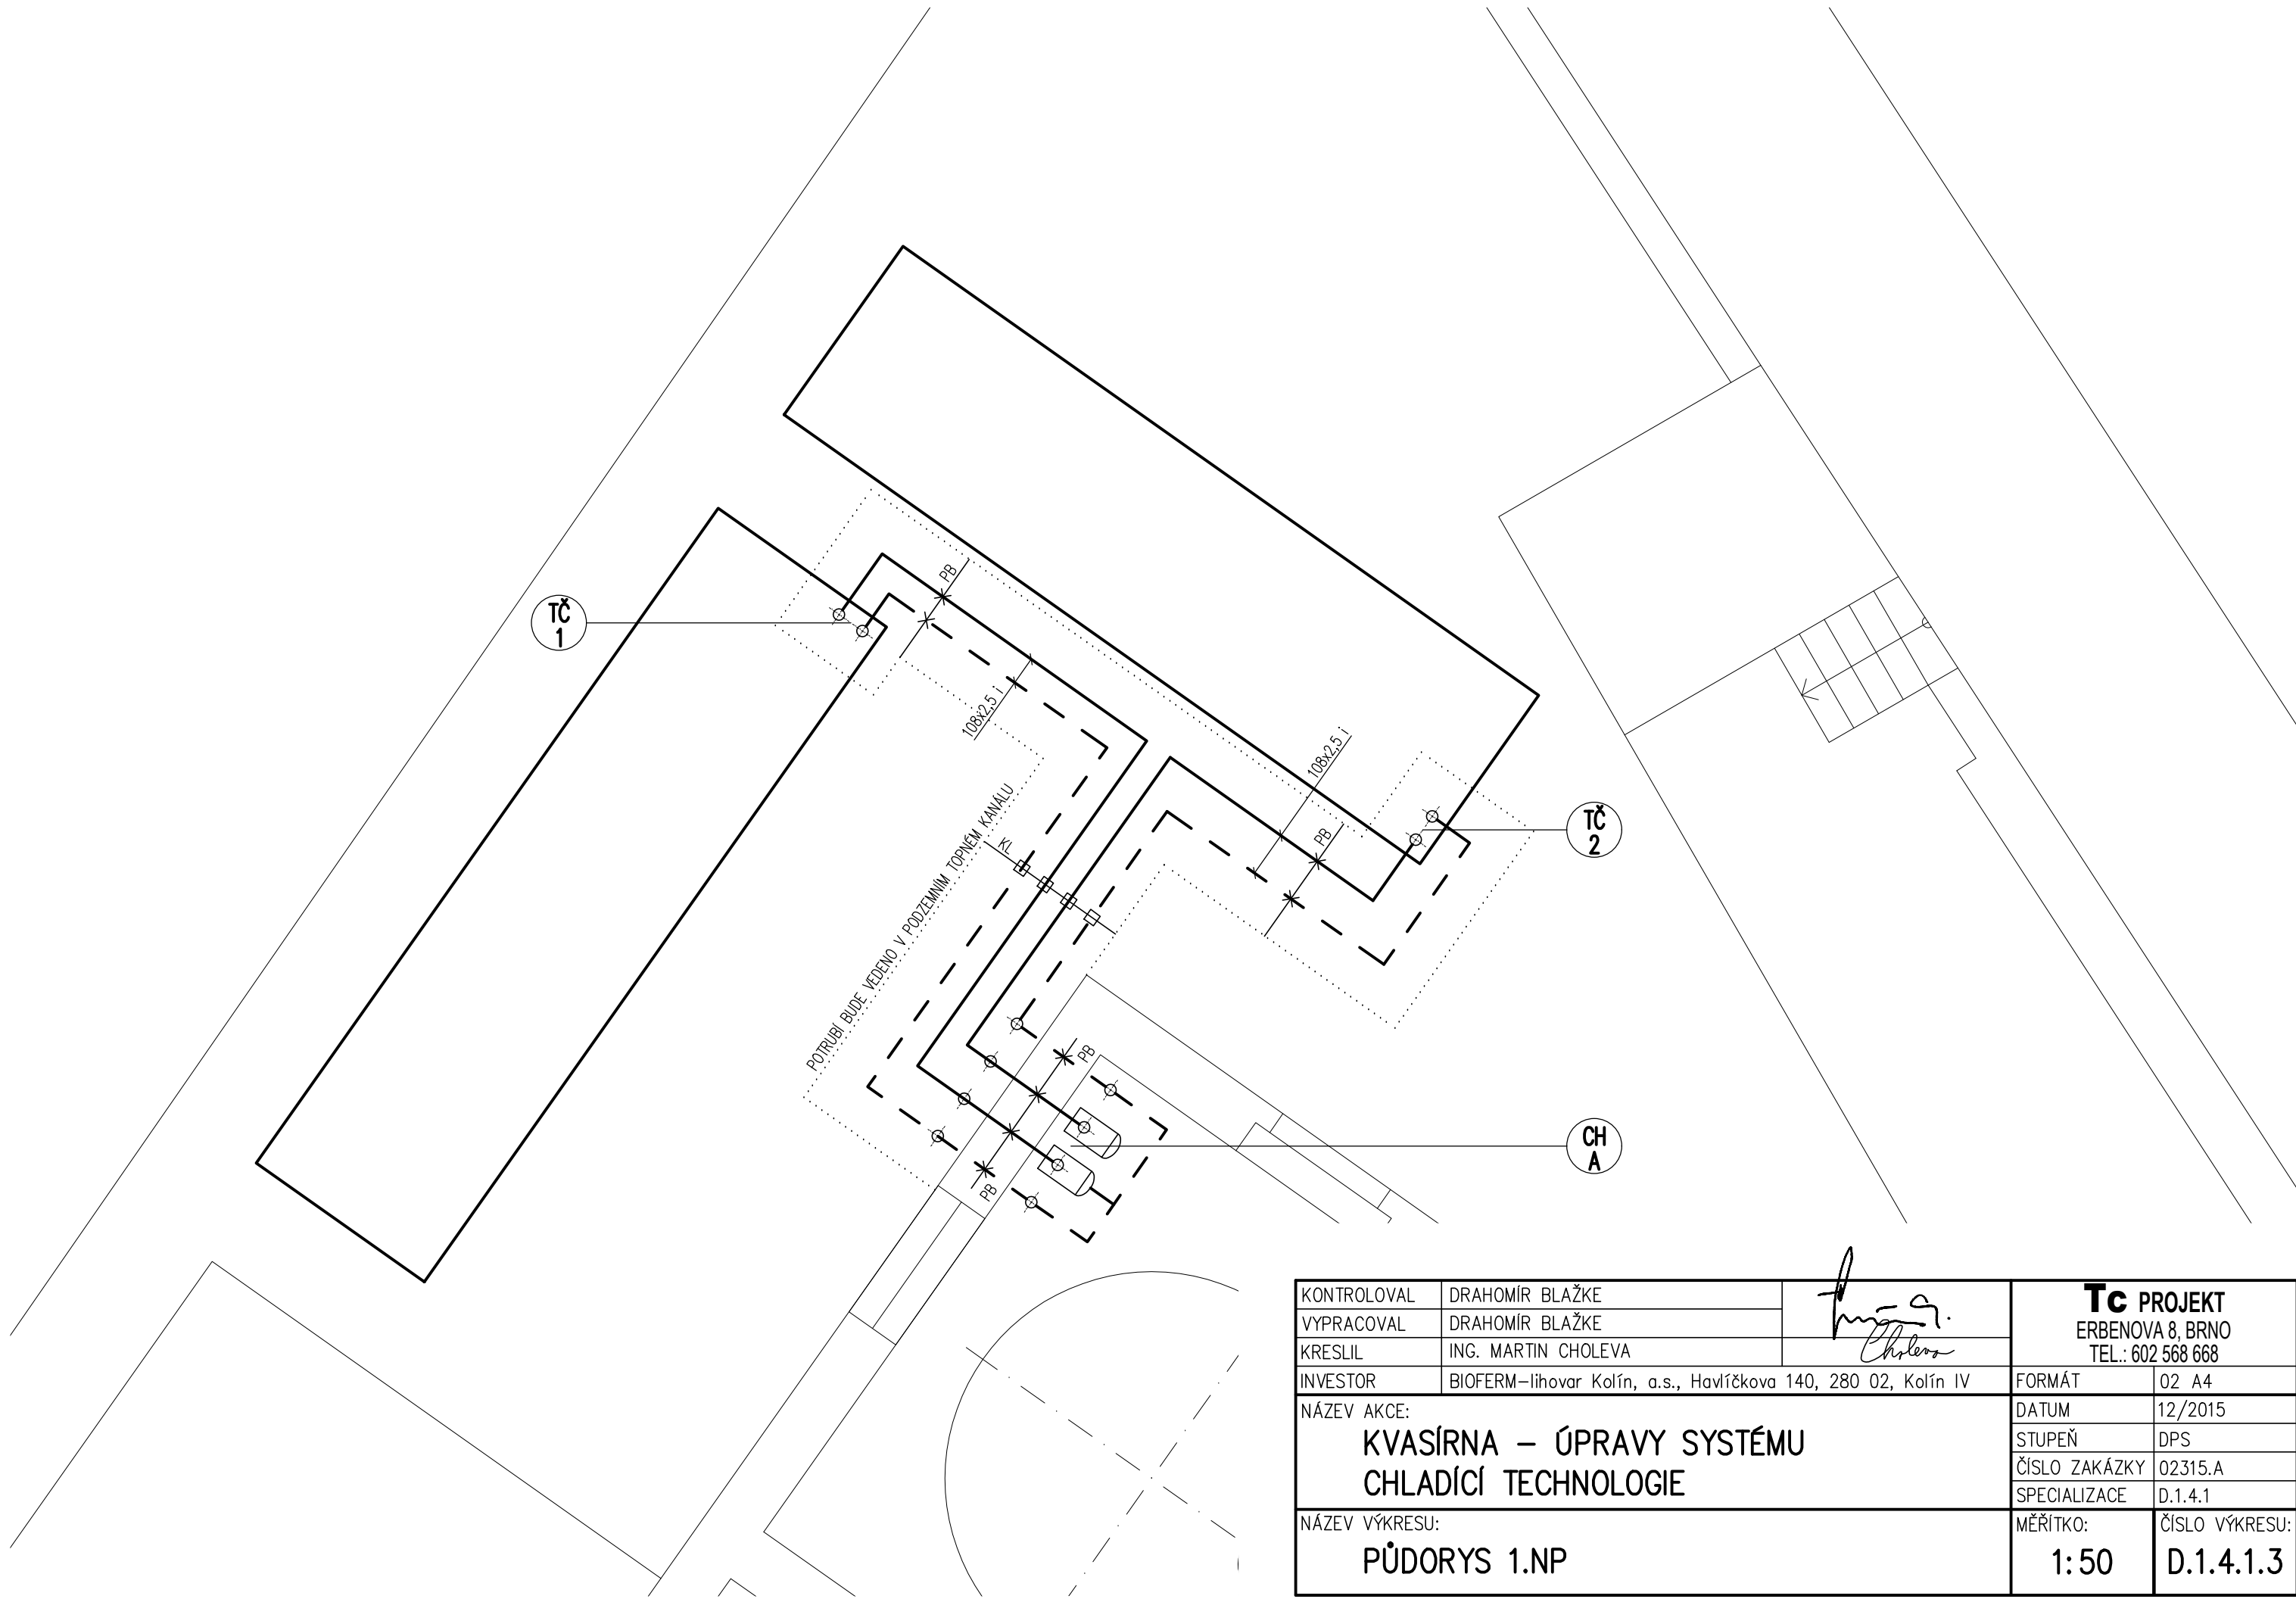 PB
TČ
1
108x2,5 i
108x2,5 i
PB
TČ
2
KL
POTRUBÍ BUDE VEDENO V PODZEMNÍM TOPNÉM KANÁLU
PB
CH
A
PB
KONTROLOVAL DRAHOMÍR BLAŽKE
VYPRACOVAL DRAHOMÍR BLAŽKE
KRESLIL ING. MARTIN CHOLEVA
Choleva
INVESTOR BIOFERM-lihovar Kolín, a.s., Havlíčkova 140, 280 02, Kolín IV
Tc PROJEKT
ERBENOVA 8, BRNO
TEL.: 602 568 668
FORMÁT 02 A4
DATUM 12/2015
STUPEŇ DPS
ČÍSLO ZAKÁZKY 02315.A
SPECIALIZACE D.1.4.1
NÁZEV AKCE:
KVASÍRNA – ÚPRAVY SYSTÉMU
CHLADÍCÍ TECHNOLOGIE
NÁZEV VÝKRESU:
PŮDORYS 1.NP
MĚŘÍTKO:
1:50
ČÍSLO VÝKRESU:
D.1.4.1.3